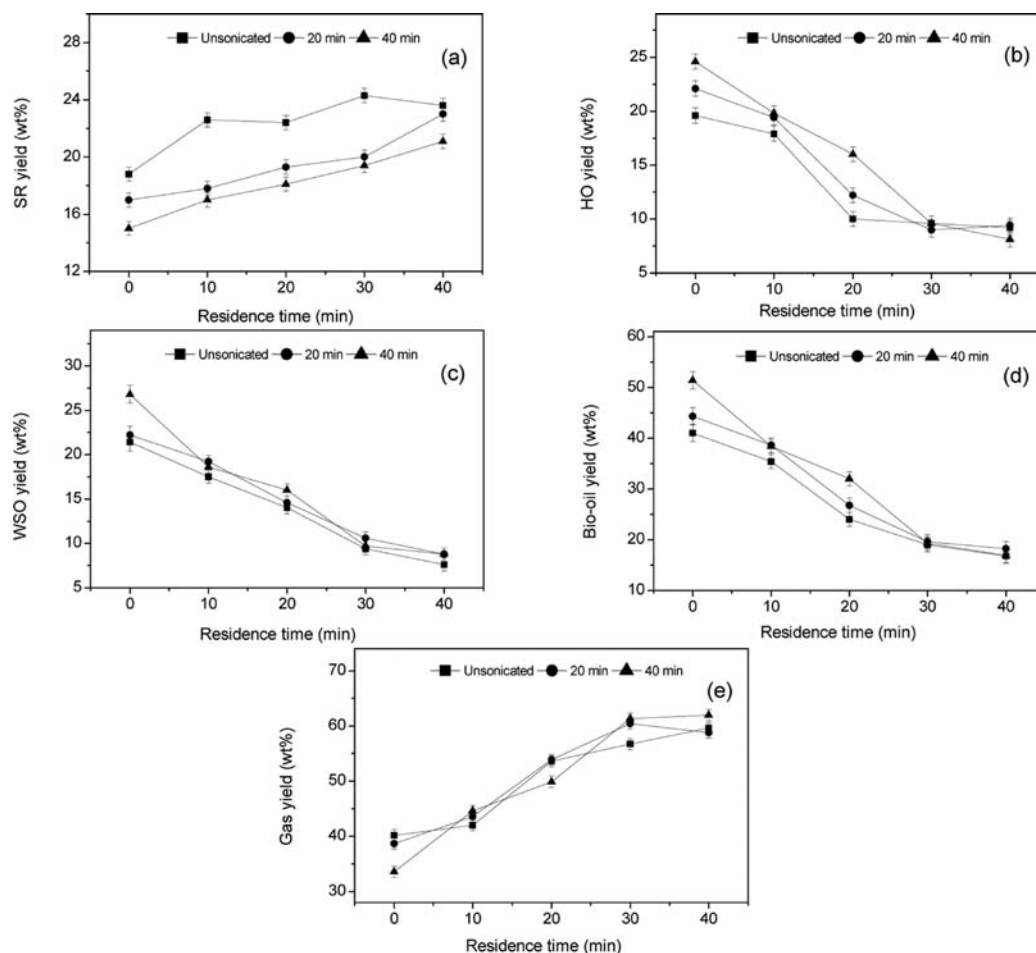 Unsonicated 20 min 40 min
(a)
SR yield (wt%)
28
24
20
16
12
0 10 20 30 40
Residence time (min)
Unsonicated 20 min 40 min
(b)
HO yield (wt%)
25
20
15
10
5
0 10 20 30 40
Residence time (min)
Unsonicated 20 min 40 min
(c)
WSO yield (wt%)
30
25
20
15
10
5
0 10 20 30 40
Residence time (min)
Unsonicated 20 min 40 min
(d)
Bio-oil yield (wt%)
60
50
40
30
20
10
0 10 20 30 40
Residence time (min)
Unsonicated 20 min 40 min
(e)
Gas yield (wt%)
70
60
50
40
30
0 10 20 30 40
Residence time (min)